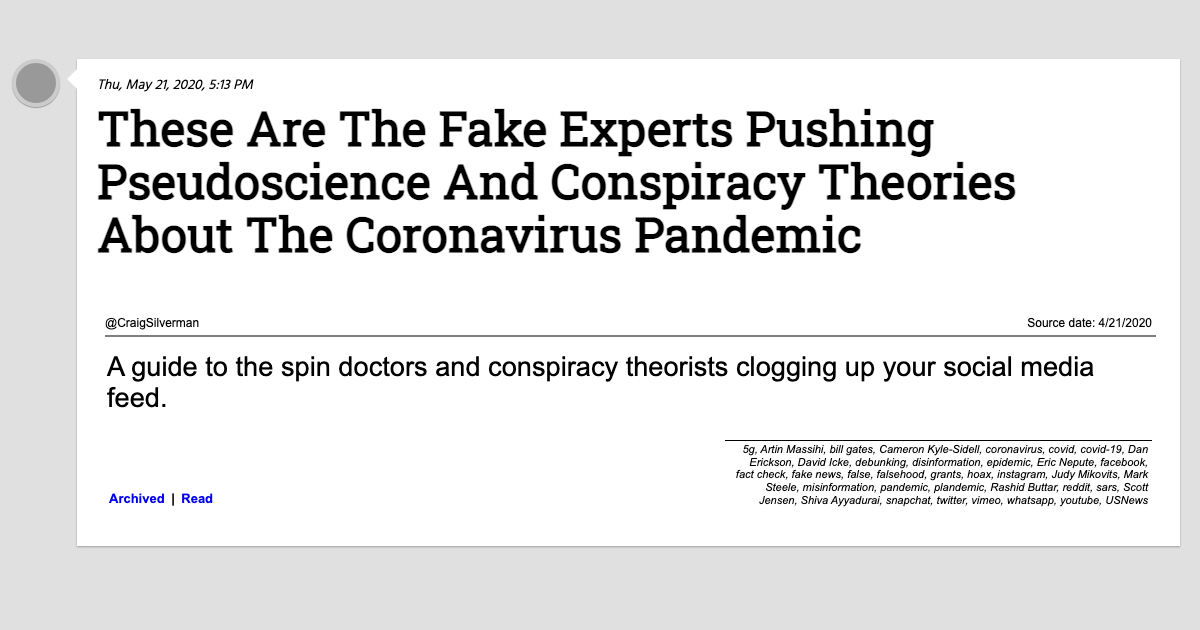 Thu, May 21, 2020, 5:13 PM
These Are The Fake Experts Pushing
Pseudoscience And Conspiracy Theories
About The Coronavirus Pandemic
@CraigSilverman
Source date: 4/21/2020
A guide to the spin doctors and conspiracy theorists clogging up your social media
feed.
5g, Artin Massihi, bill gates, Cameron Kyle-Sidell, coronavirus, covid, covid-19, Dan
Erickson, David Icke, debunking, disinformation, epidemic, Eric Nepute, facebook,
fact check, fake news, false, falsehood, grants, hoax, instagram, Judy Mikovits, Mark
Steele, misinformation, pandemic, plandemic, Rashid Buttar, reddit, sars, Scott
Jensen, Shiva Ayyadurai, snapchat, twitter, vimeo, whatsapp, youtube, USNews
Archived | Read